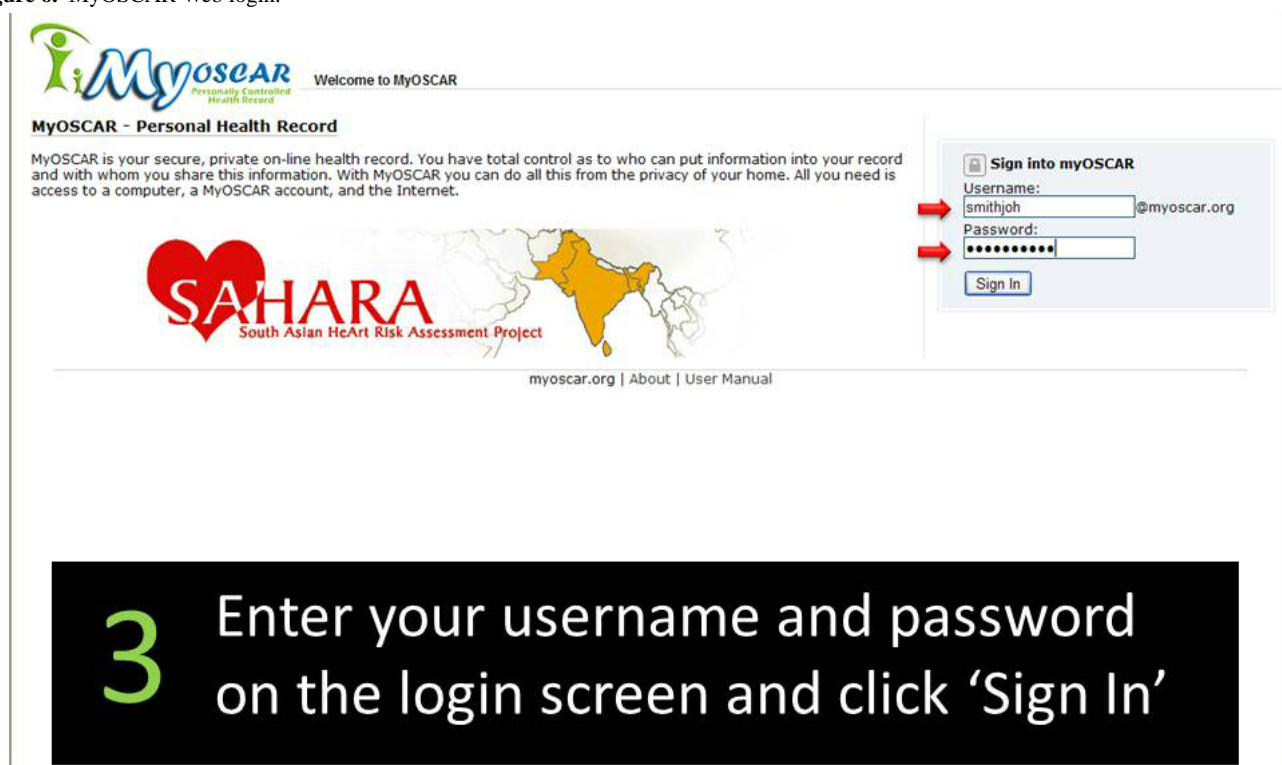 MyOSCAR web login.
MyOSCAR
Personally Controlled
Health Record
Welcome to MyOSCAR
MyOSCAR - Personal Health Record
MyOSCAR is your secure, private on-line health record. You have total control as to who can put information into your record
and with whom you share this information. With MyOSCAR you can do all this from the privacy of your home. All you need is
access to a computer, a MyOSCAR account, and the Internet.
Sign into myOSCAR
Username:
smithjoh @myoscar.org
Password:
••••••••••
Sign In
SAHARA
South Asian HeArt Risk Assessment Project
myoscar.org | About | User Manual
3 Enter your username and password
on the login screen and click ‘Sign In’